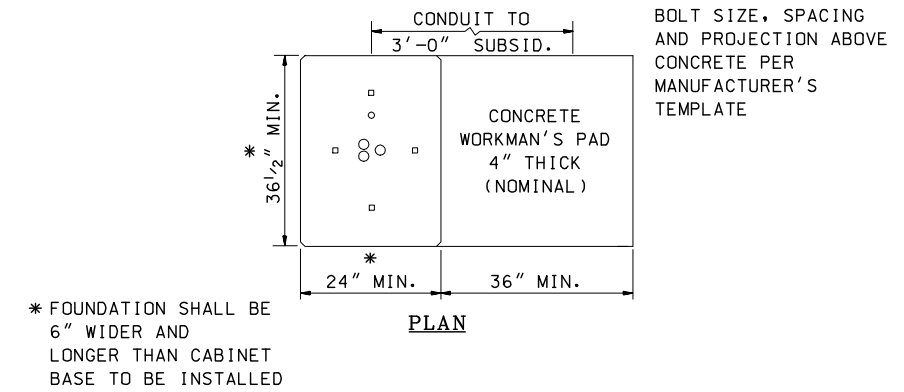 CONDUIT TO
3'-0" SUBSID.
BOLT SIZE, SPACING
AND PROJECTION ABOVE
CONCRETE PER
MANUFACTURER'S
TEMPLATE
* 36 1/2" MIN.
CONCRETE
WORKMAN'S PAD
4" THICK
(NOMINAL)
*
24" MIN.
36" MIN.
PLAN
* FOUNDATION SHALL BE
6" WIDER AND
LONGER THAN CABINET
BASE TO BE INSTALLED